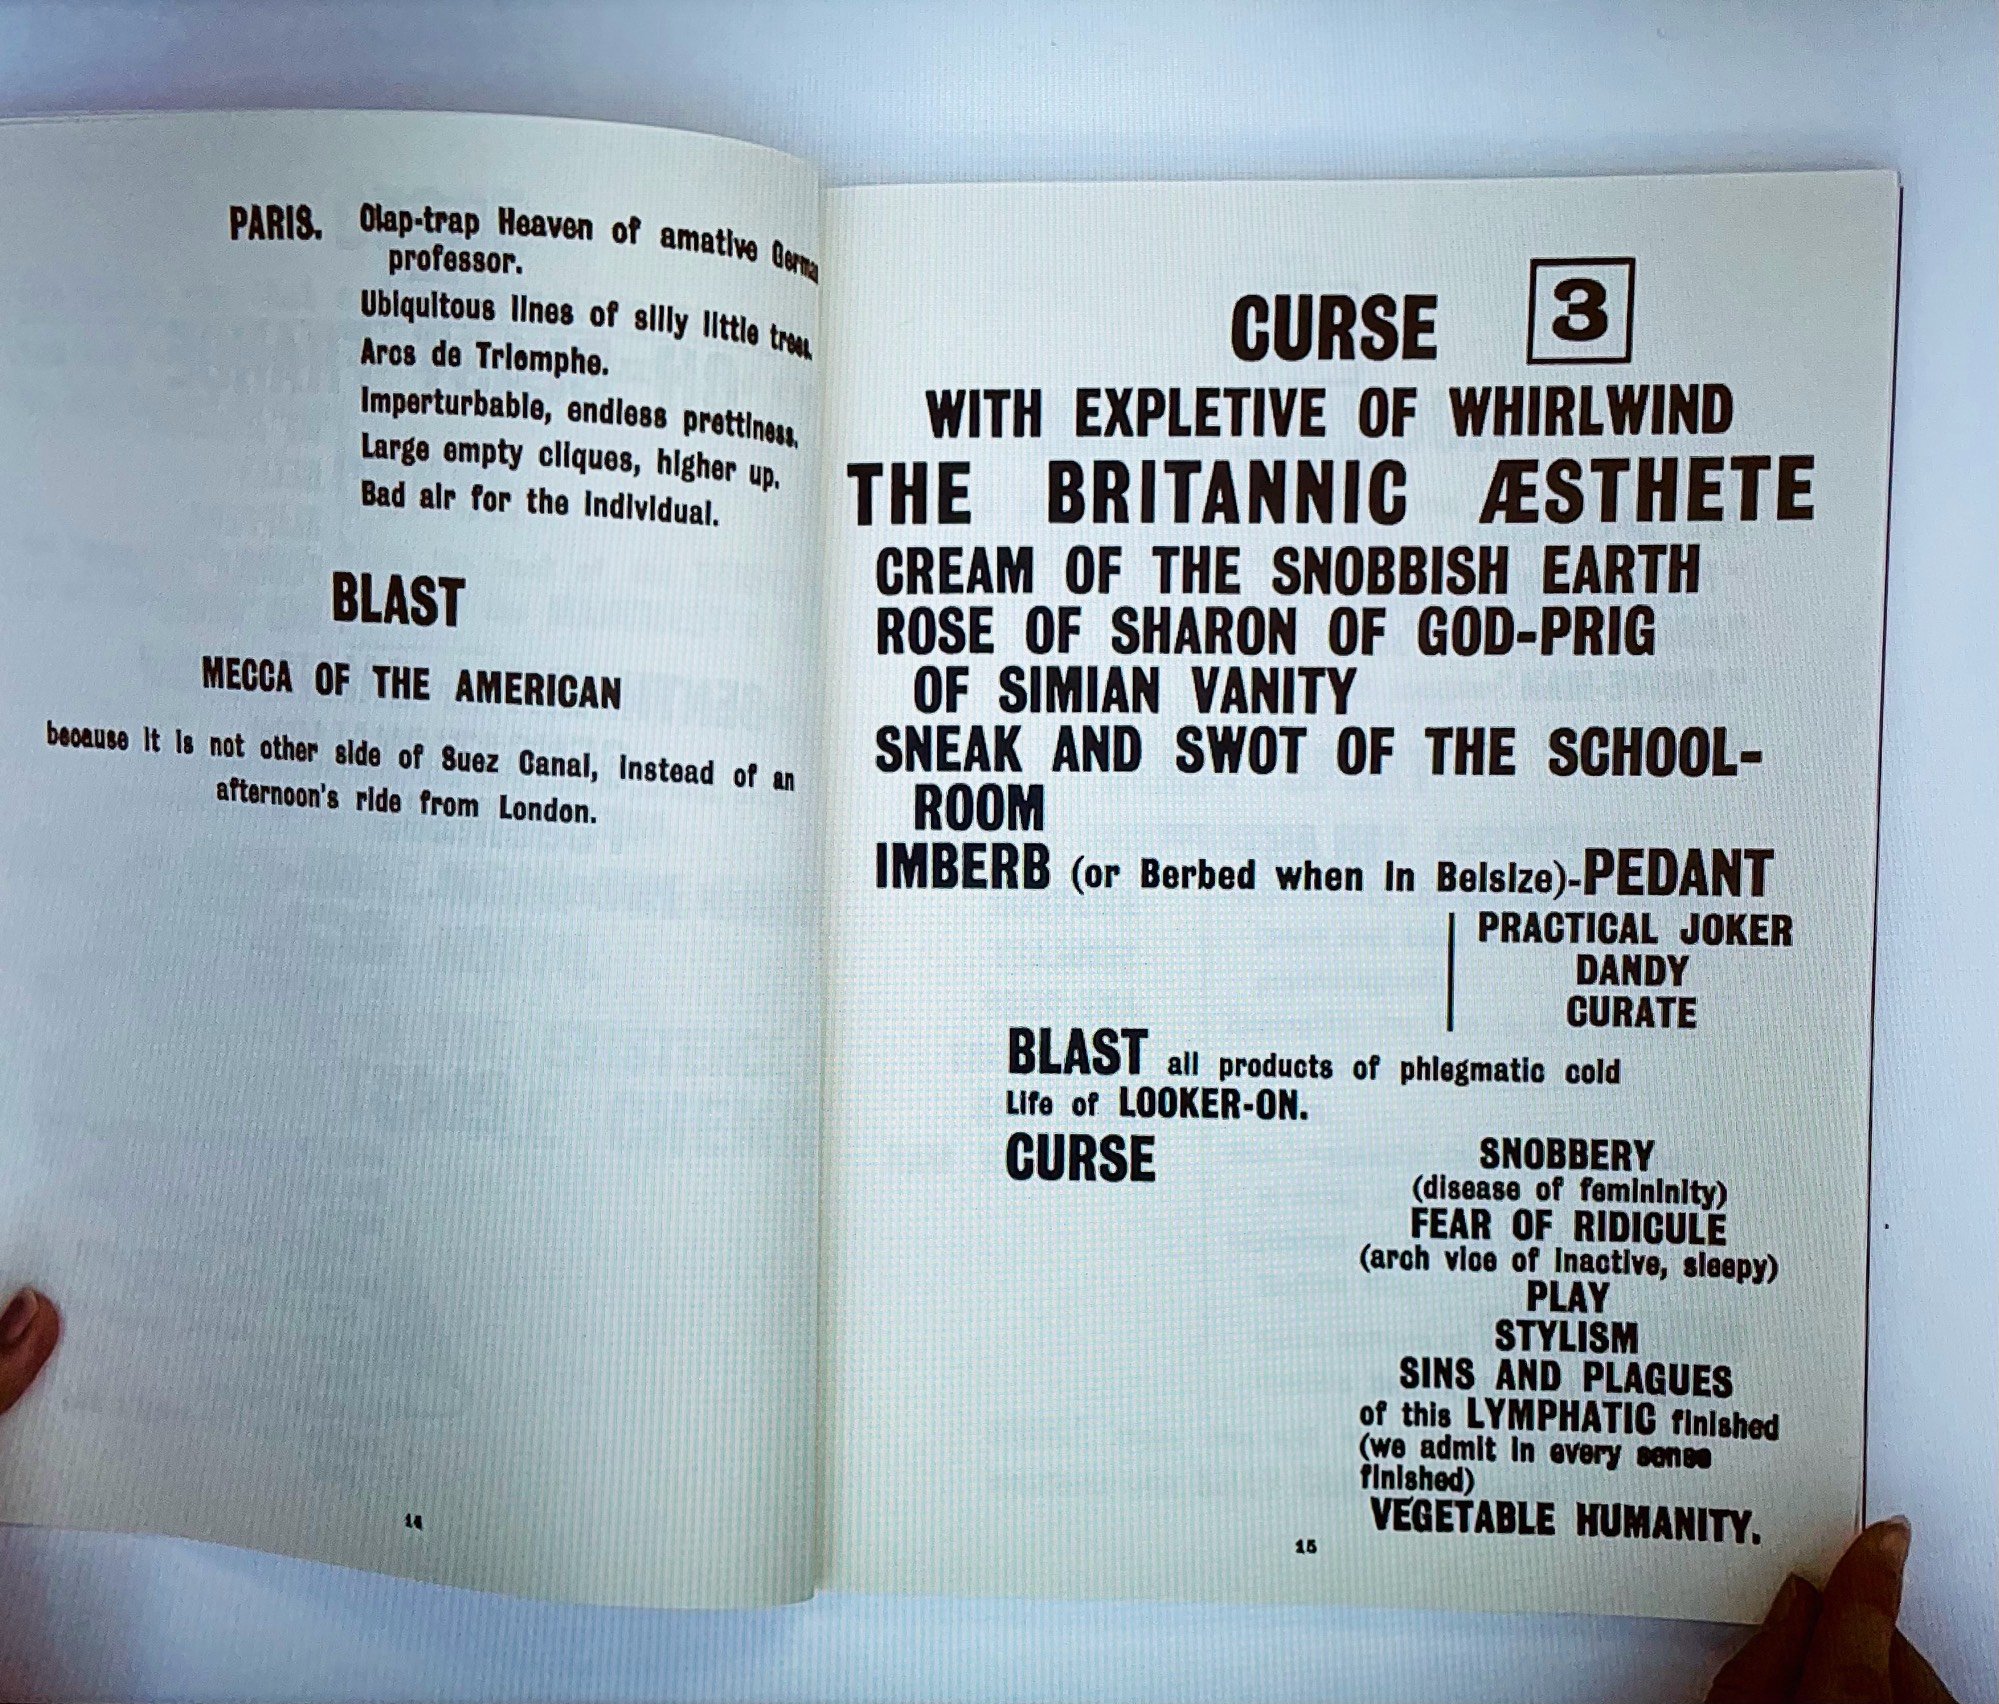 PARIS. Clap-trap Heaven of amative German
professor.
Ubiquitous lines of silly little trees.
Arcs de Triomphe.
Imperturbable, endless prettiness.
Large empty cliques, higher up.
Bad air for the individual.
BLAST
MECCA OF THE AMERICAN
because it is not other side of Suez Canal, instead of an
afternoon's ride from London.
14
CURSE 3
WITH EXPLETIVE OF WHIRLWIND
THE BRITANNIC ÆSTHETE
CREAM OF THE SNOBBISH EARTH
ROSE OF SHARON OF GOD-PRIG
OF SIMIAN VANITY
SNEAK AND SWOT OF THE SCHOOL-
ROOM
IMBERB (or Berbed when in Belsize)-PEDANT
PRACTICAL JOKER
DANDY
CURATE
BLAST all products of phlegmatic cold
Life of LOOKER-ON.
CURSE SNOBBERY
(disease of femininity)
FEAR OF RIDICULE
(arch vice of inactive, sleepy)
PLAY
STYLISM
SINS AND PLAGUES
of this LYMPHATIC finished
(we admit in every sense
finished)
VEGETABLE HUMANITY.
15